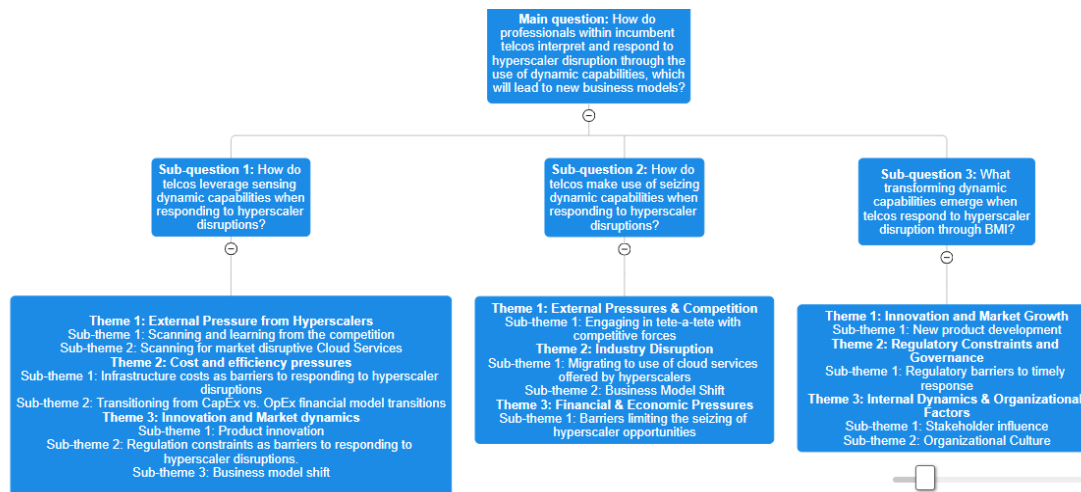 Main question: How do
professionals within incumbent
telcos interpret and respond to
hyperscaler disruption through the
use of dynamic capabilities, which
will lead to new business models?
Sub-question 1: How do
telcos leverage sensing
dynamic capabilities when
responding to hyperscaler
disruptions?
Sub-question 2: How do
telcos make use of seizing
dynamic capabilities when
responding to hyperscaler
disruptions?
Sub-question 3: What
transforming dynamic
capabilities emerge when
telcos respond to hyperscaler
disruption through BMI?
Theme 1: External Pressure from Hyperscalers
Sub-theme 1: Scanning and learning from the competition
Sub-theme 2: Scanning for market disruptive Cloud Services
Theme 2: Cost and efficiency pressures
Sub-theme 1: Infrastructure costs as barriers to responding to hyperscaler
disruptions
Sub-theme 2: Transitioning from CapEx vs. OpEx financial model transitions
Theme 3: Innovation and Market dynamics
Sub-theme 1: Product innovation
Sub-theme 2: Regulation constraints as barriers to responding to
hyperscaler disruptions.
Sub-theme 3: Business model shift
Theme 1: External Pressures & Competition
Sub-theme 1: Engaging in tete-a-tete with
competitive forces
Theme 2: Industry Disruption
Sub-theme 1: Migrating to use of cloud services
offered by hyperscalers
Sub-theme 2: Business Model Shift
Theme 3: Financial & Economic Pressures
Sub-theme 1: Barriers limiting the seizing of
hyperscaler opportunities
Theme 1: Innovation and Market Growth
Sub-theme 1: New product development
Theme 2: Regulatory Constraints and
Governance
Sub-theme 1: Regulatory barriers to timely
response
Theme 3: Internal Dynamics & Organizational
Factors
Sub-theme 1: Stakeholder influence
Sub-theme 2: Organizational Culture